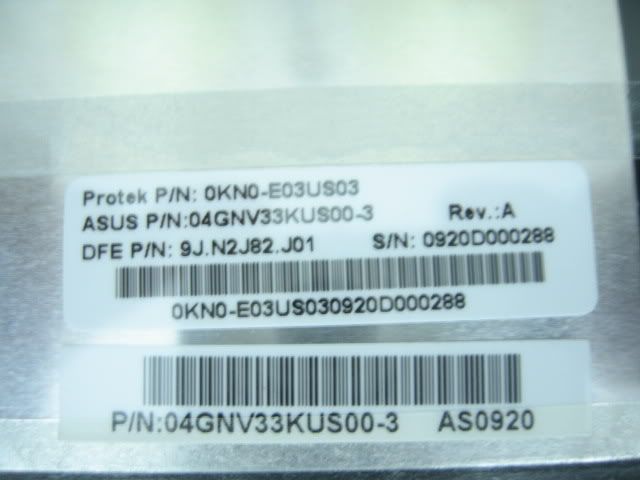 Protek P/N: 0KN0-E03US03
ASUS P/N:04GNV33KUS00-3 Rev.:A
DFE P/N: 9J.N2J82.J01 S/N: 0920D000288
0KN0-E03US030920D000288
P/N:04GNV33KUS00-3 AS0920